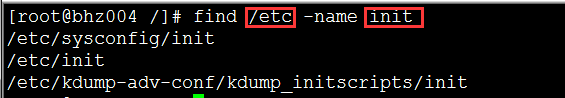 [root@bhz004 /]# find /etc -name init
/etc/sysconfig/init
/etc/init
/etc/kdump-adv-conf/kdump_initscripts/init